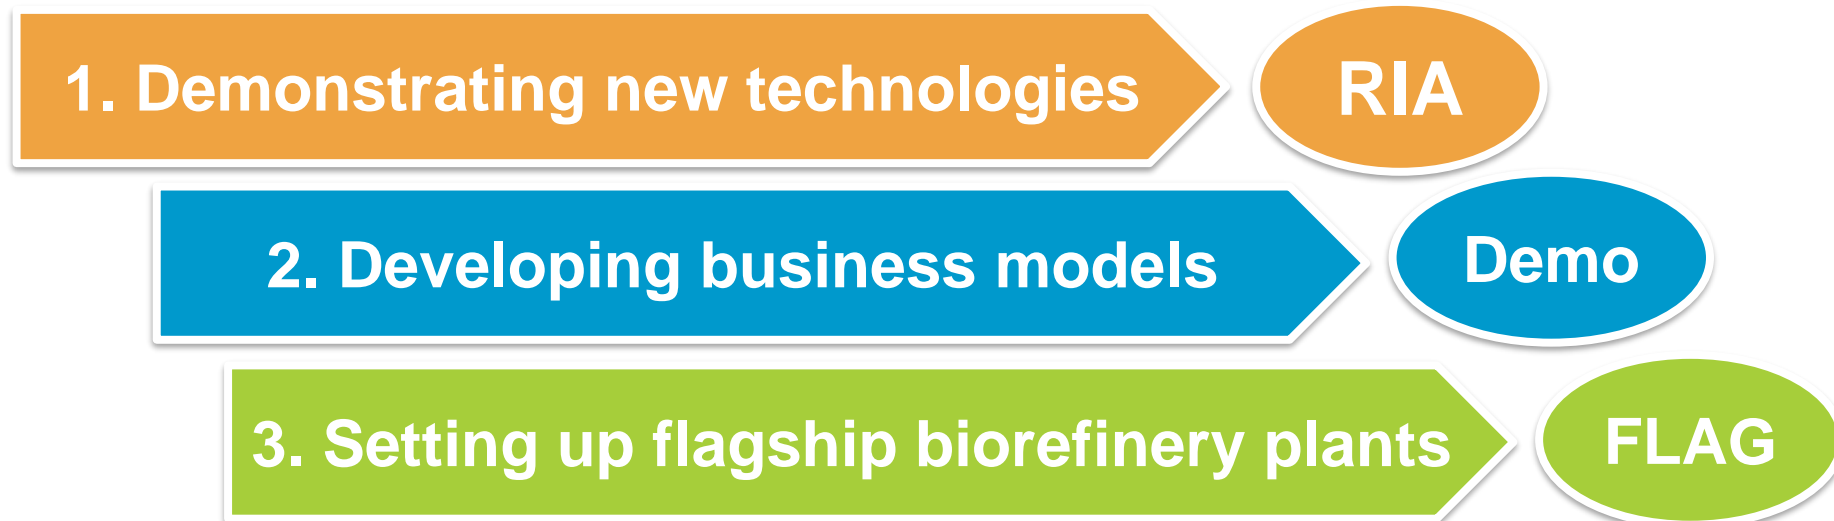 1. Demonstrating new technologies
RIA
2. Developing business models
Demo
3. Setting up flagship biorefinery plants
FLAG